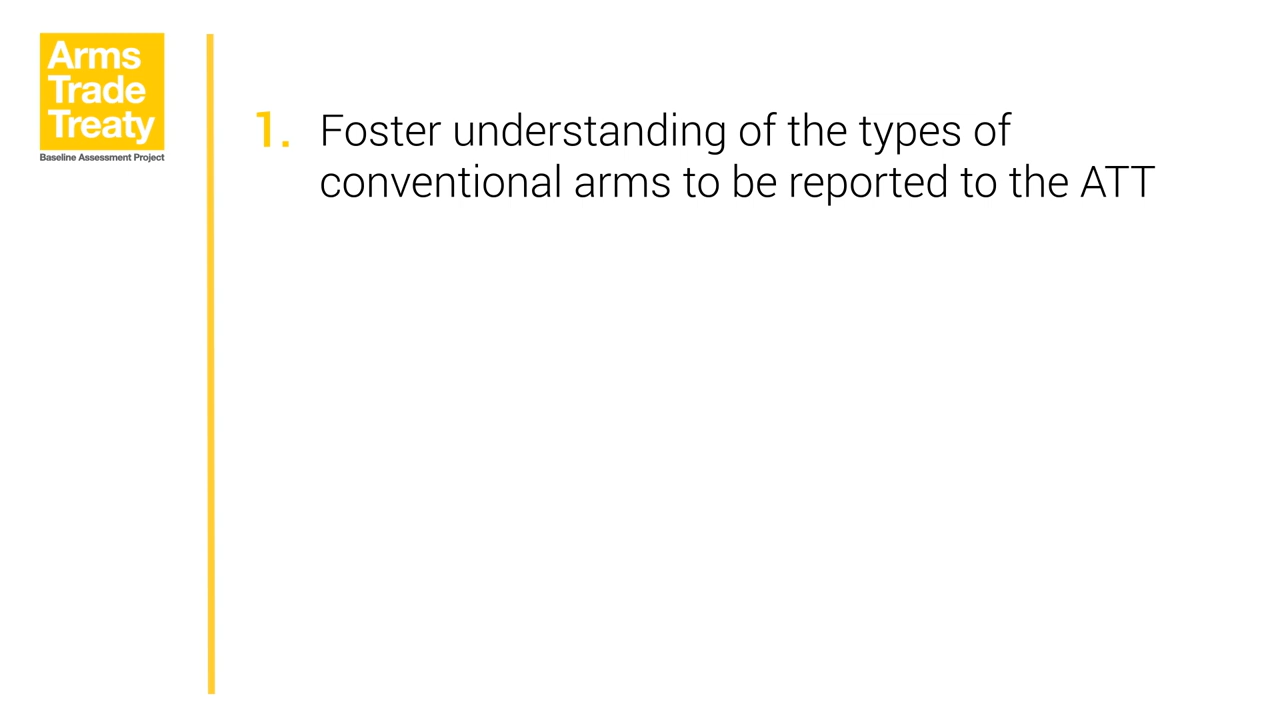 Arms
Trade
Treaty
Baseline Assessment Project
1. Foster understanding of the types of
conventional arms to be reported to the ATT